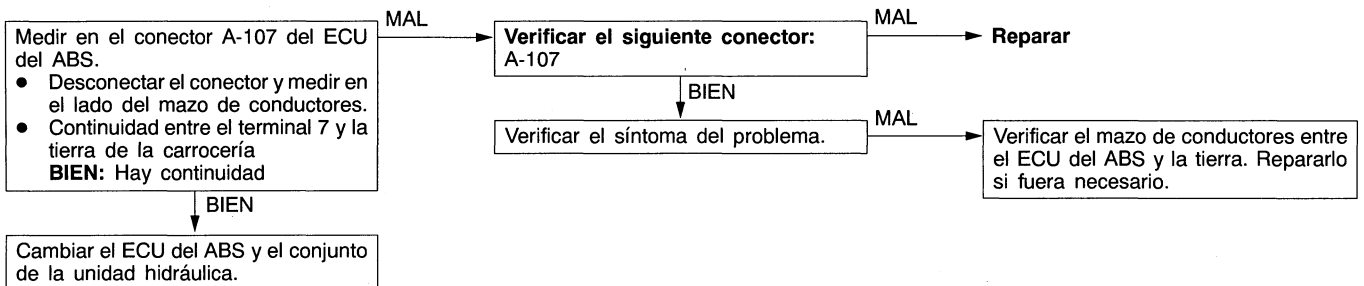 Medir en el conector A-107 del ECU
del ABS.
● Desconectar el conector y medir en
el lado del mazo de conductores.
● Continuidad entre el terminal 7 y la
tierra de la carrocería
BIEN: Hay continuidad
MAL
Verificar el siguiente conector:
A-107
MAL
Reparar
BIEN
Verificar el síntoma del problema.
MAL
Verificar el mazo de conductores entre
el ECU del ABS y la tierra. Repararlo
si fuera necesario.
BIEN
Cambiar el ECU del ABS y el conjunto
de la unidad hidráulica.